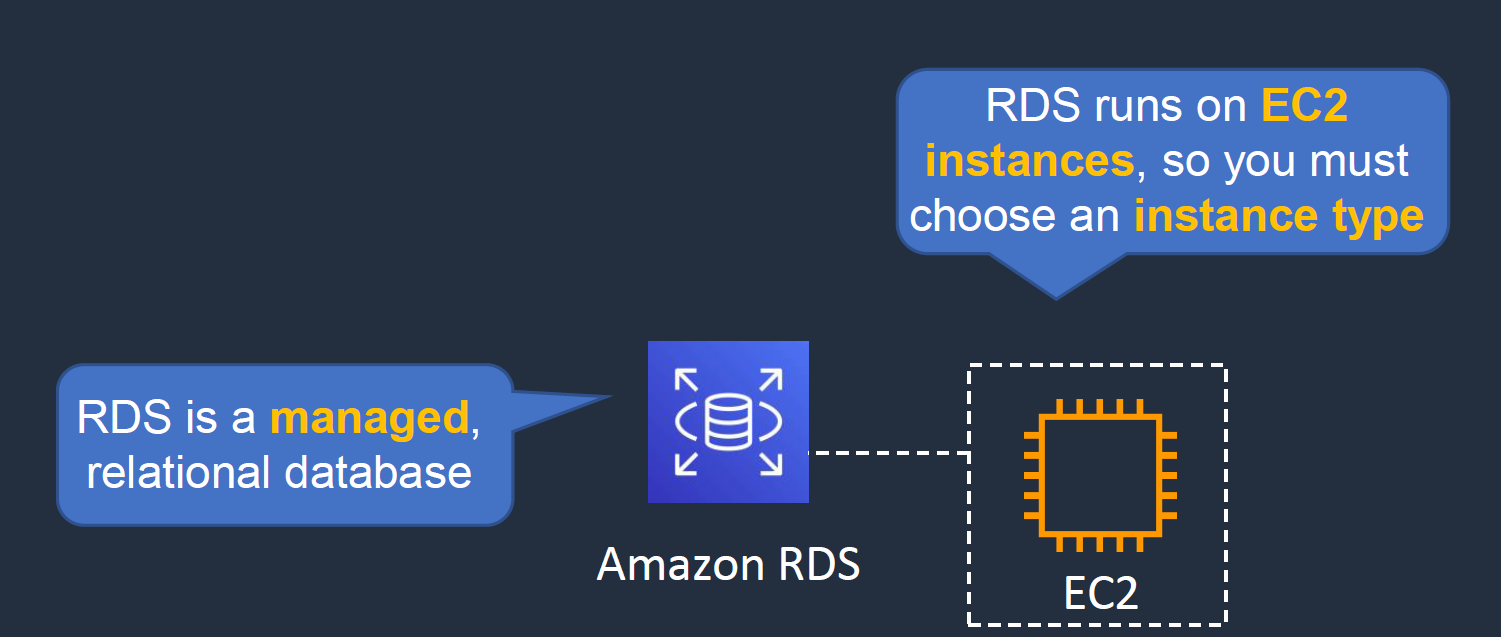 RDS runs on EC2
instances, so you must
choose an instance type
RDS is a managed,
relational database
Amazon RDS
EC2